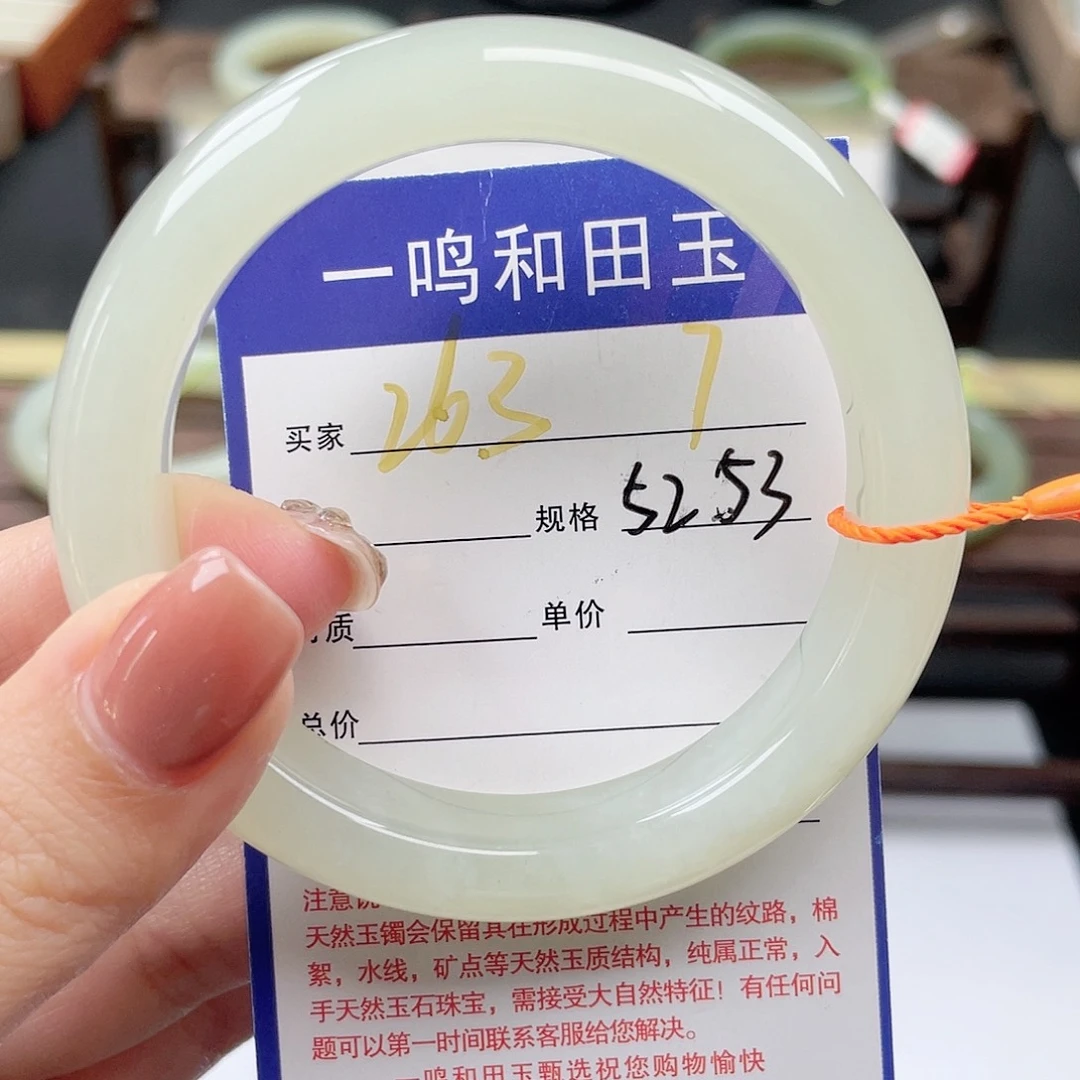 一鸣和田玉
买家 263 7
规格 52 53
质 单价
总价
注意
天然玉镯会保留其在形成过程中产生的纹路，棉
絮，水线，矿点等天然玉质结构，纯属正常，入
手天然玉石珠宝，需接受大自然特征！有任何问
题可以第一时间联系客服给您解决。
一鸣和田玉甄选祝您购物愉快